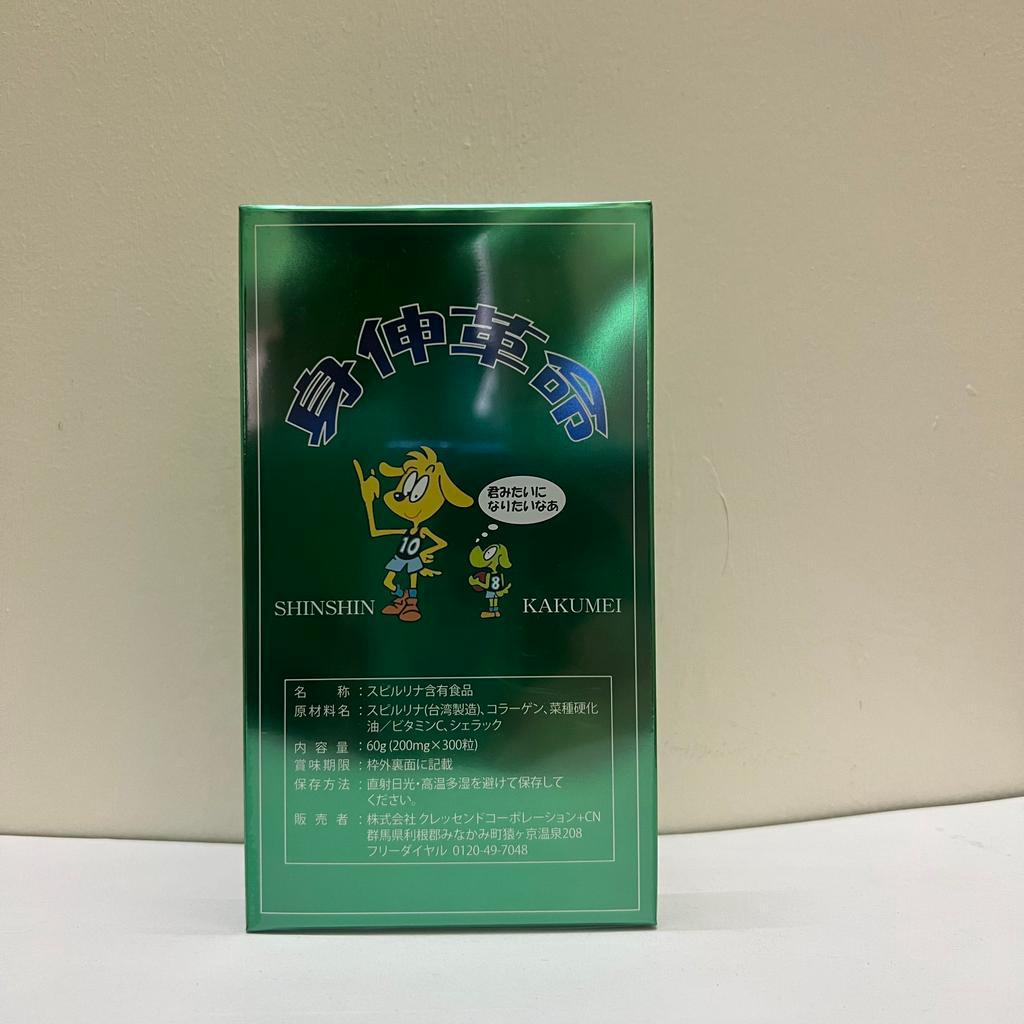 身伸革命
君みたいに
なりたいなあ
10
8
SHINSHIN KAKUMEI
名 称：スピルリナ含有食品
原材料名：スピルリナ(台湾製造)、コラーゲン、菜種硬化
油／ビタミンC、シェラック
内容量：60g (200mg×300粒)
賞味期限：枠外裏面に記載
保存方法：直射日光・高温多湿を避けて保存して
ください。
販売者：株式会社 クレッセンドコーポレーション+CN
群馬県利根郡みなかみ町猿ヶ京温泉208
フリーダイヤル 0120-49-7048